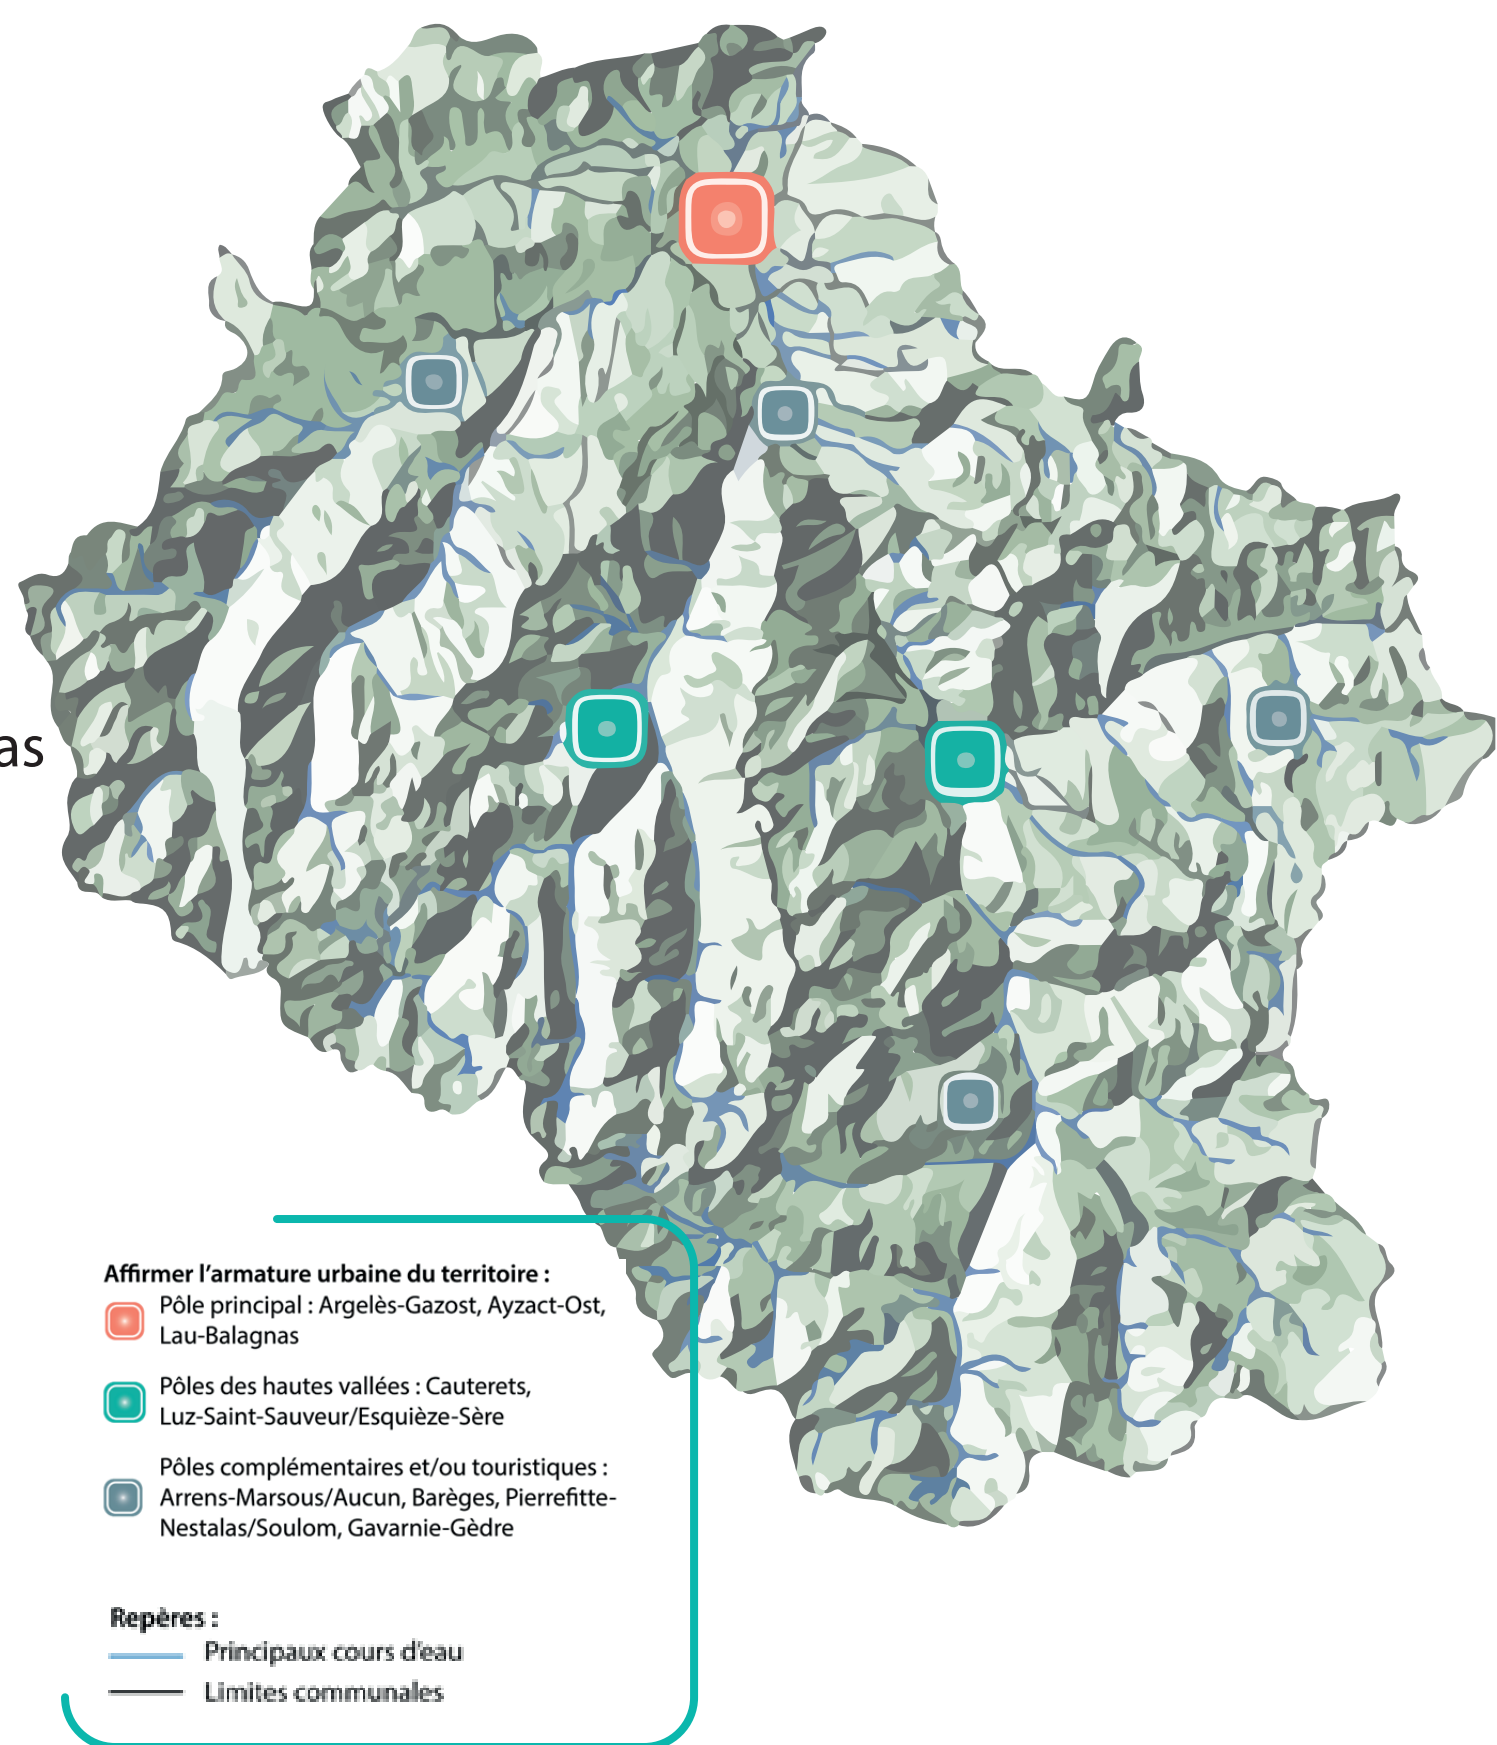 as
Affirmer l'armature urbaine du territoire :
Pôle principal : Argelès-Gazost, Ayzact-Ost,
Lau-Balagnas
Pôles des hautes vallées : Cauterets,
Luz-Saint-Sauveur/Esquièze-Sère
Pôles complémentaires et/ou touristiques :
Arrens-Marsous/Aucun, Barèges, Pierrefitte-
Nestalas/Soulom, Gavarnie-Gèdre
Repères :
Principaux cours d'eau
Limites communales